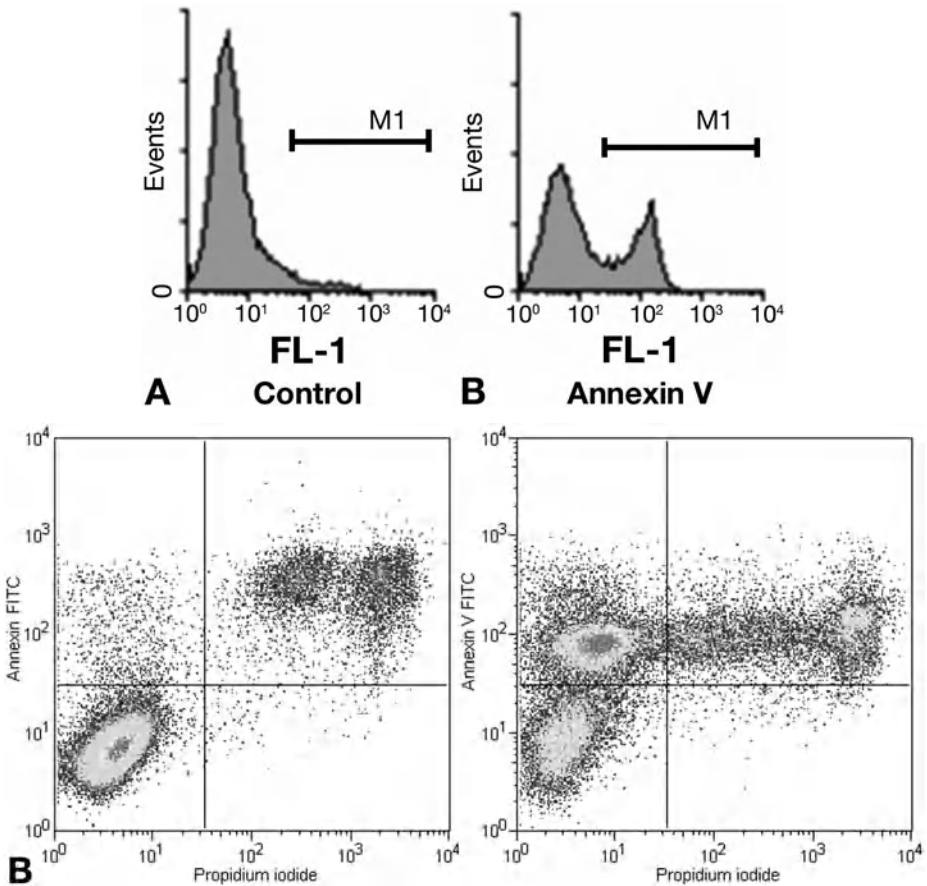 M1
Events
0
10⁰ 10¹ 10² 10³ 10⁴
FL-1
A Control
M1
Events
0
10⁰ 10¹ 10² 10³ 10⁴
FL-1
B Annexin V
10⁴
10³
10²
10¹
10⁰
Annexin FITC
10⁰ 10¹ 10² 10³ 10⁴
Propidium iodide
10⁴
10³
10²
10¹
10⁰
Annexin V FITC
10⁰ 10¹ 10² 10³ 10⁴
Propidium iodide
B